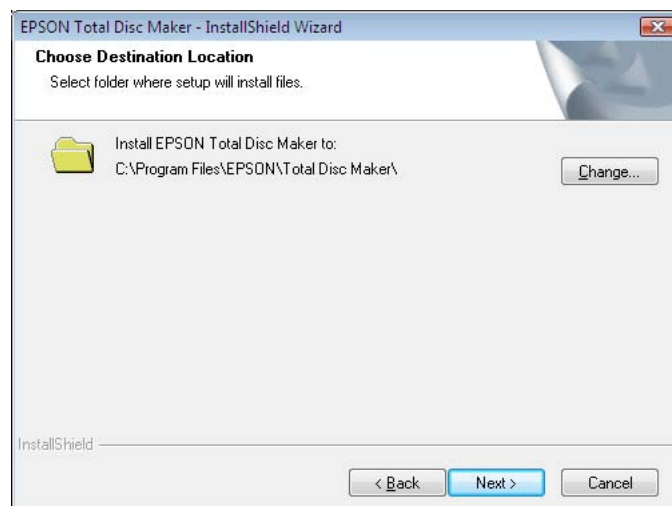 EPSON Total Disc Maker - InstallShield Wizard
Choose Destination Location
Select folder where setup will install files.
Install EPSON Total Disc Maker to:
C:\Program Files\EPSON\Total Disc Maker\
Change...
InstallShield
< Back
Next >
Cancel